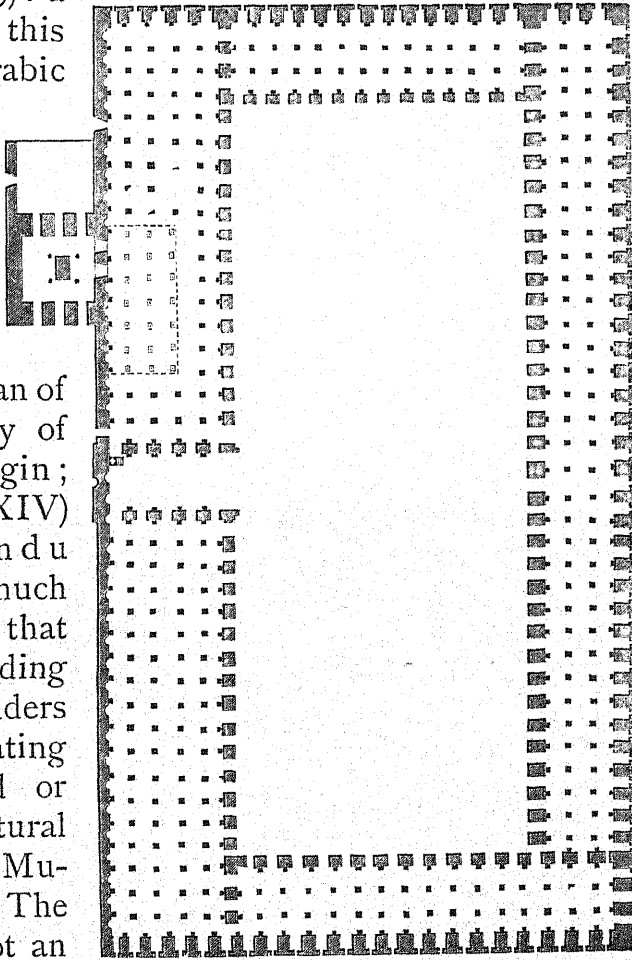 this
rabic
an of
y of
gin ;
XIV)
n d u
much
that
ding
ders
ating
or
tural
Mu-
The
ot an